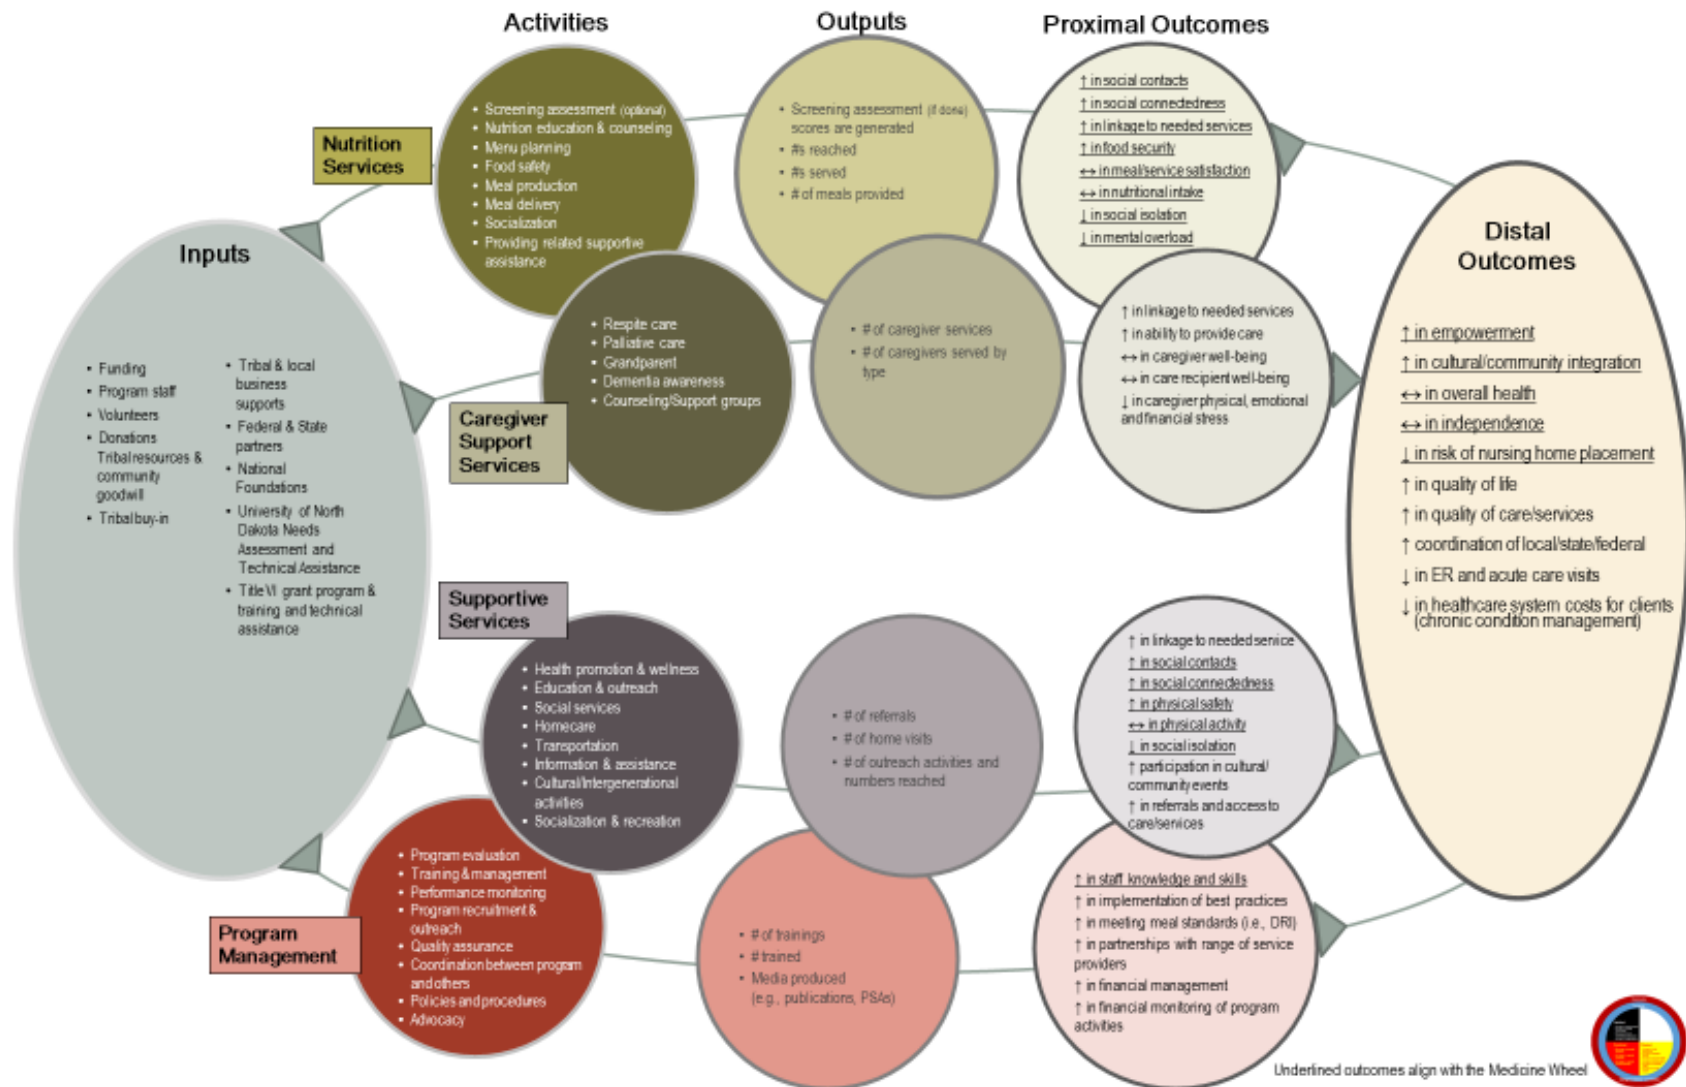 Activities
Outputs
Proximal Outcomes
Nutrition
Services
• Screening assessment (optional)
• Nutrition education & counseling
• Menu planning
• Food safety
• Meal production
• Meal delivery
• Socialization
• Providing related supportive
assistance
• Screening assessment (if done)
scores are generated
• #s reached
• #s served
• # of meals provided
↑ in social contacts
↑ in social connectedness
↑ in linkage to needed services
↑ in food security
↔ in meal/service satisfaction
↔ in nutritional intake
↓ in social isolation
↓ in mental overload
Inputs
• Funding
• Program staff
• Volunteers
• Donations
Tribal resources &
community
goodwill
• Tribal buy-in
• Tribal & local
business
supports
• Federal & State
partners
• National
Foundations
• University of North
Dakota Needs
Assessment and
Technical Assistance
• Title VI grant program &
training and technical
assistance
Caregiver
Support
Services
• Respite care
• Palliative care
• Grandparent
• Dementia awareness
• Counseling/Support groups
• # of caregiver services
• # of caregivers served by
type
↑ in linkage to needed services
↑ in ability to provide care
↔ in caregiver well-being
↔ in care recipient well-being
↓ in caregiver physical, emotional
and financial stress
Distal
Outcomes
↑ in empowerment
↑ in cultural/community integration
↔ in overall health
↔ in independence
↓ in risk of nursing home placement
↑ in quality of life
↑ in quality of care/services
↑ coordination of local/state/federal
↓ in ER and acute care visits
↓ in healthcare system costs for clients
(chronic condition management)
Supportive
Services
• Health promotion & wellness
• Education & outreach
• Social services
• Homecare
• Transportation
• Information & assistance
• Cultural/Intergenerational
activities
• Socialization & recreation
• # of referrals
• # of home visits
• # of outreach activities and
numbers reached
↑ in linkage to needed service
↑ in social contacts
↑ in social connectedness
↑ in physical safety
↔ in physical activity
↓ in social isolation
↑ participation in cultural/
community events
↑ in referrals and access to
care/services
Program
Management
• Program evaluation
• Training & management
• Performance monitoring
• Program recruitment &
outreach
• Quality assurance
• Coordination between program
and others
• Policies and procedures
• Advocacy
• # of trainings
• # trained
• Media produced
(e.g., publications, PSAs)
↑ in staff knowledge and skills
↑ in implementation of best practices
↑ in meeting meal standards (i.e., DRI)
↑ in partnerships with range of service
providers
↑ in financial management
↑ in financial monitoring of program
activities
Underlined outcomes align with the Medicine Wheel